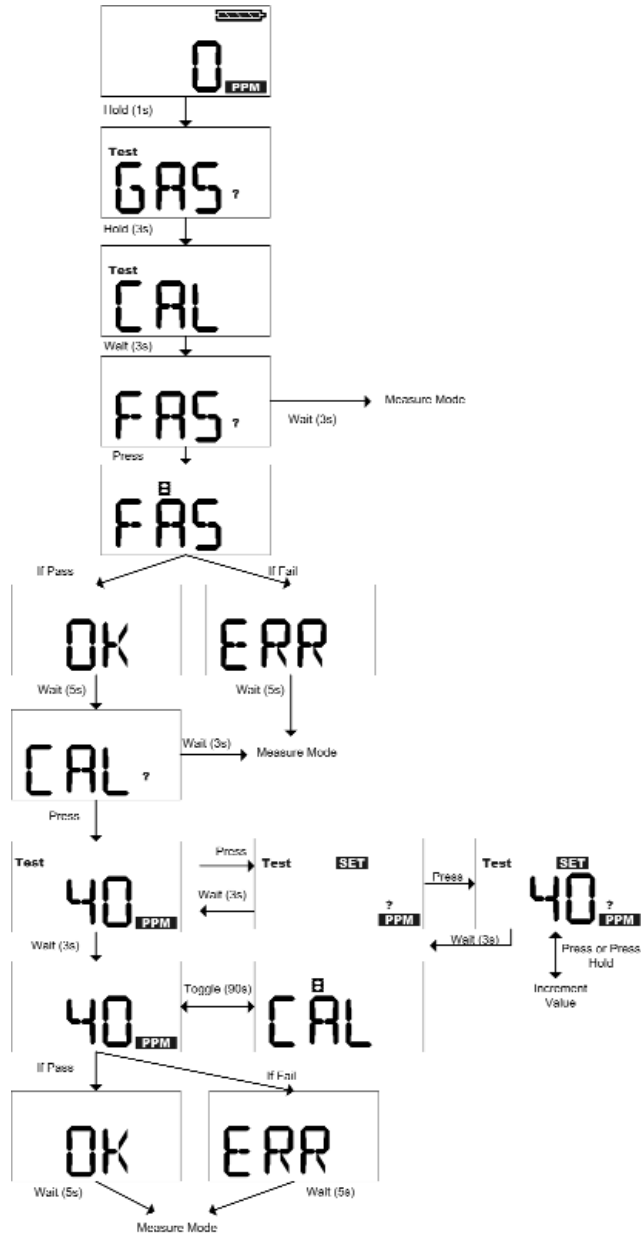 0 PPM
Hold (1s)
Test
GAS ?
Hold (3s)
Test
CAL
Wait (3s)
FAS ?
Wait (3s)
Measure Mode
Press
FAS
If Pass
If Fail
OK
ERR
Wait (5s)
Wait (5s)
CAL ?
Wait (3s)
Measure Mode
Press
Test
40 PPM
Press
Wait (3s)
Test SET
?
PPM
Press
Wait (3s)
Test SET
40 ?
PPM
Press or Press
Hold
Increment
Value
Wait (3s)
40 PPM
Toggle (90s)
CAL
If Pass
If Fail
OK
ERR
Wait (5s)
Wait (5s)
Measure Mode